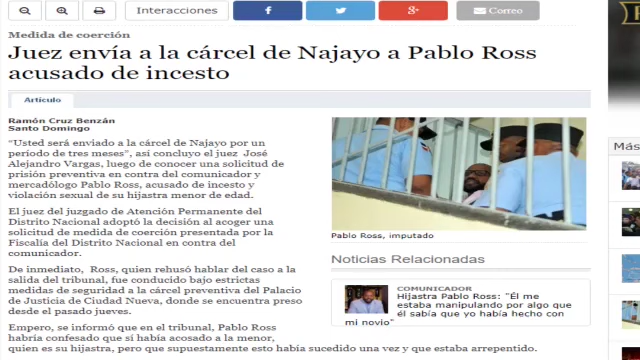 Interacciones
Correo
Medida de coerción
Juez envía a la cárcel de Najayo a Pablo Ross
acusado de incesto
Artículo
Ramón Cruz Benzán
Santo Domingo
“Usted será enviado a la cárcel de Najayo por un
período de tres meses”, así concluyo el juez José
Alejandro Vargas, luego de conocer una solicitud de
prisión preventiva en contra del comunicador y
mercadólogo Pablo Ross, acusado de incesto y
violación sexual de su hijastra menor de edad.
El juez del juzgado de Atención Permanente del
Distrito Nacional adoptó la decisión al acoger una
solicitud de medida de coerción presentada por la
Fiscalía del Distrito Nacional en contra del
comunicador.
De inmediato, Ross, quien rehusó hablar del caso a la
salida del tribunal, fue conducido bajo estrictas
medidas de seguridad a la cárcel preventiva del Palacio
de Justicia de Ciudad Nueva, donde se encuentra preso
desde el pasado jueves.
Empero, se informó que en el tribunal, Pablo Ross
habría confesado que sí había acosado a la menor,
quien es su hijastra, pero que supuestamente esto había sucedido una vez y que estaba arrepentido.
Pablo Ross, imputado
Noticias Relacionadas
COMUNICADOR
Hijastra Pablo Ross: "Él me
estaba manipulando por algo que
él sabía que yo había hecho con
mi novio"
Más